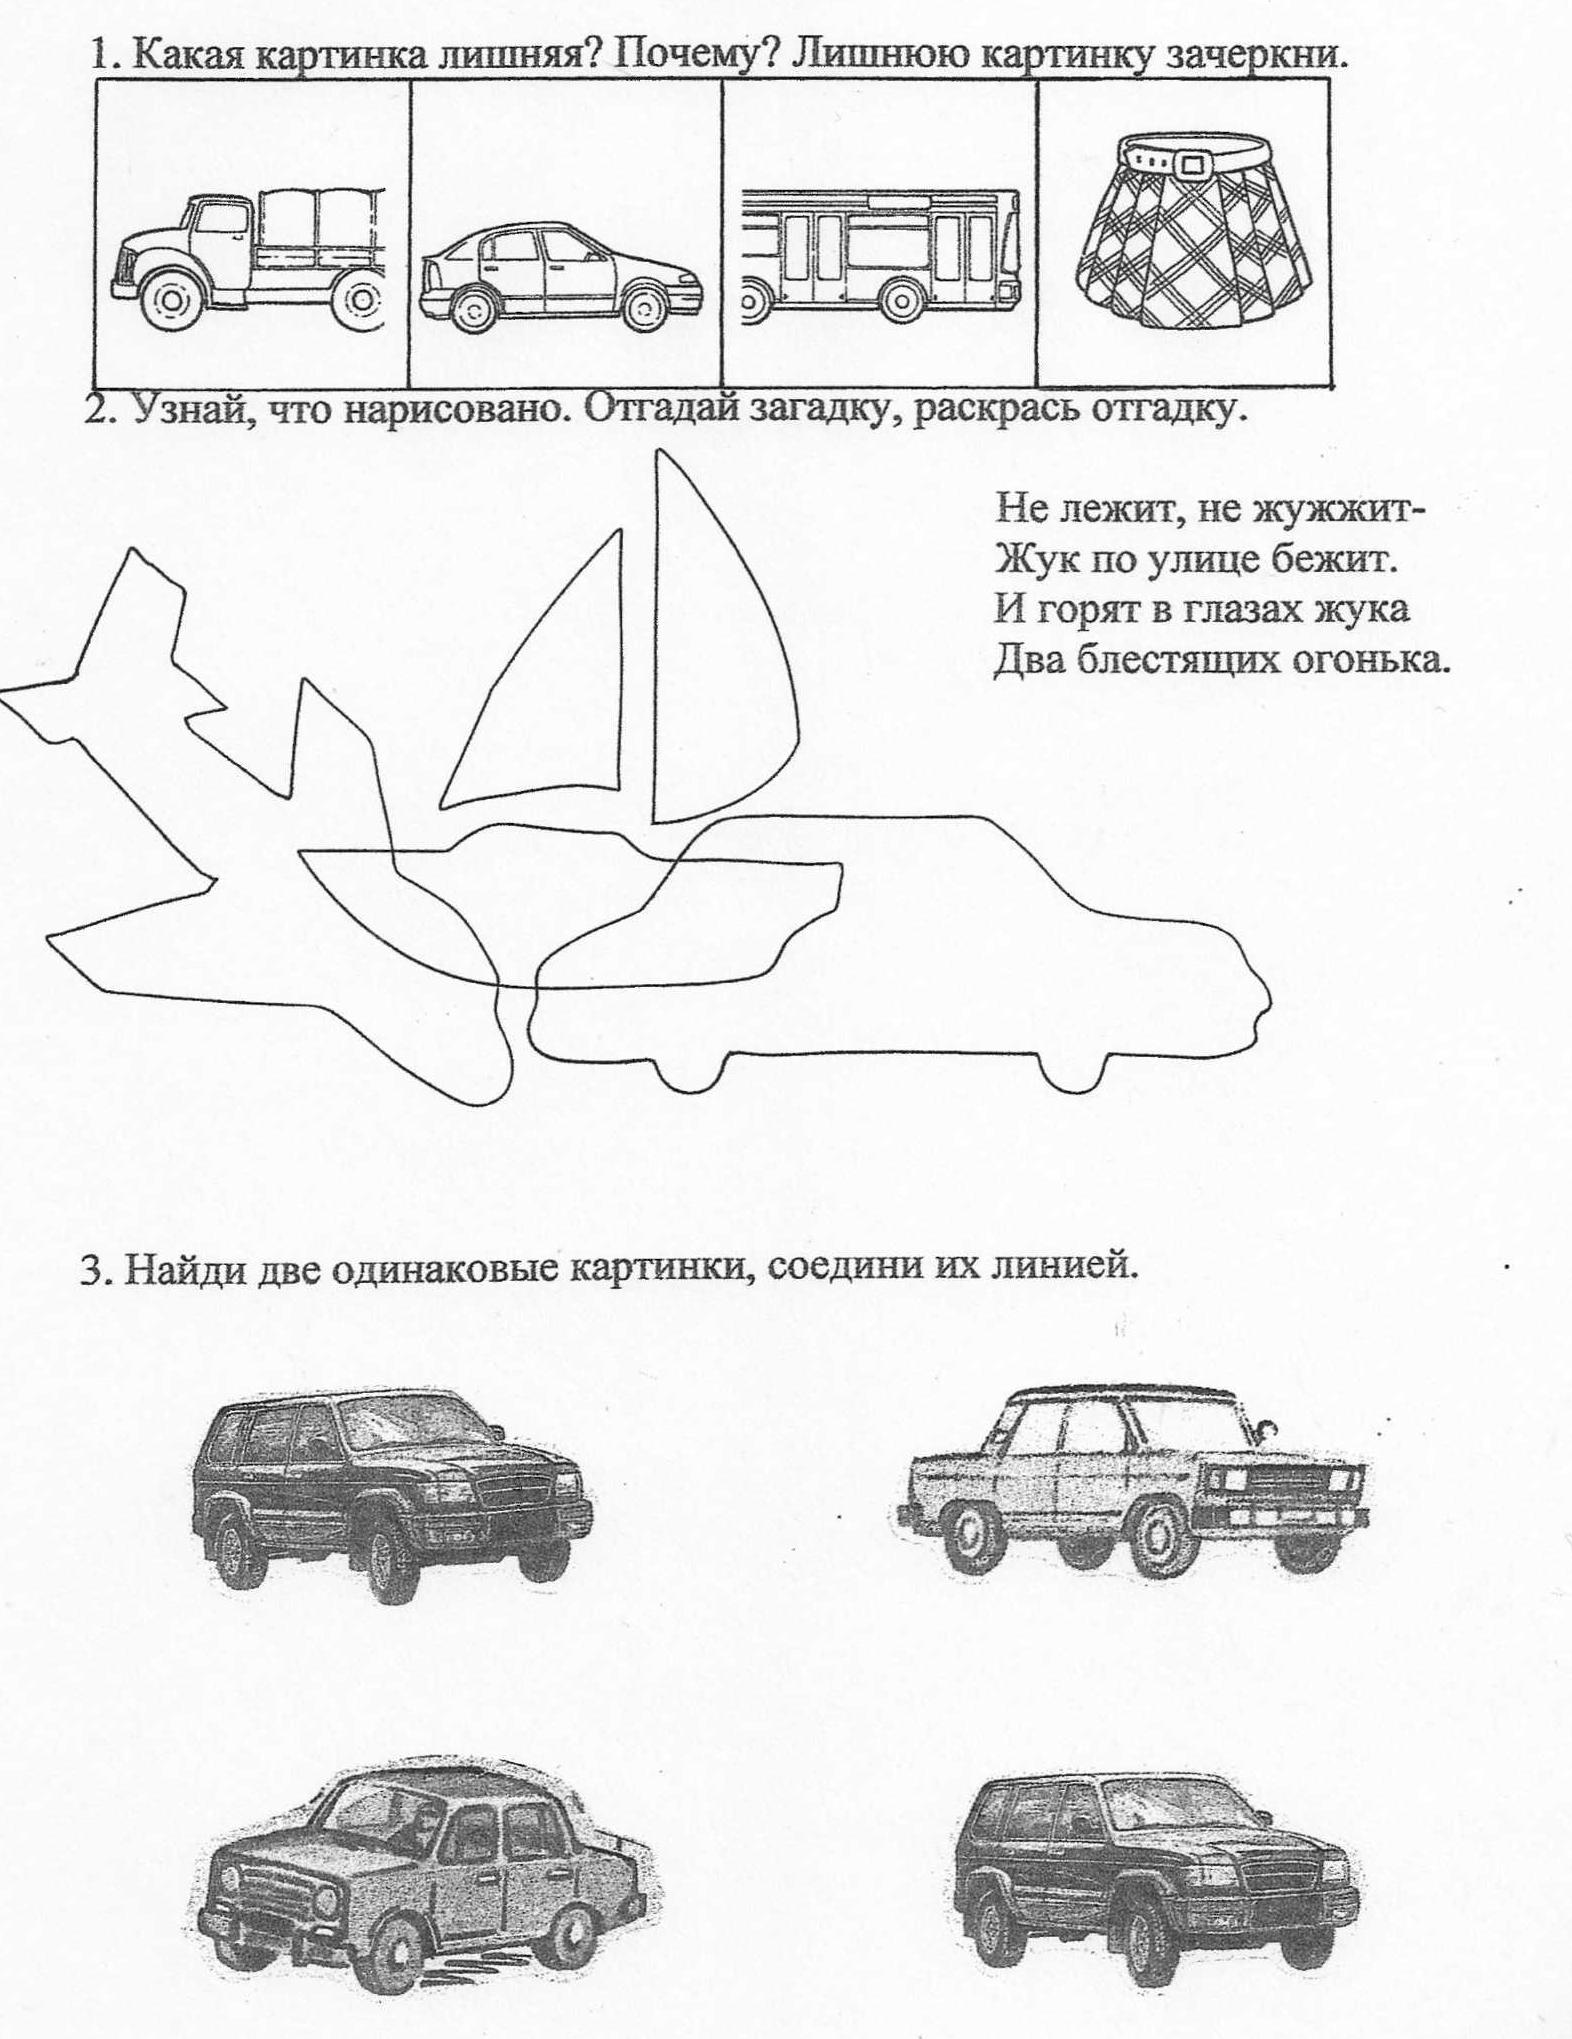 1. Какая картинка лишняя? Почему? Лишнюю картинку зачеркни.
2. Узнай, что нарисовано. Отгадай загадку, раскрась отгадку.
Не лежит, не жужжит-
Жук по улице бежит.
И горят в глазах жука
Два блестящих огонька.
3. Найди две одинаковые картинки, соедини их линией.